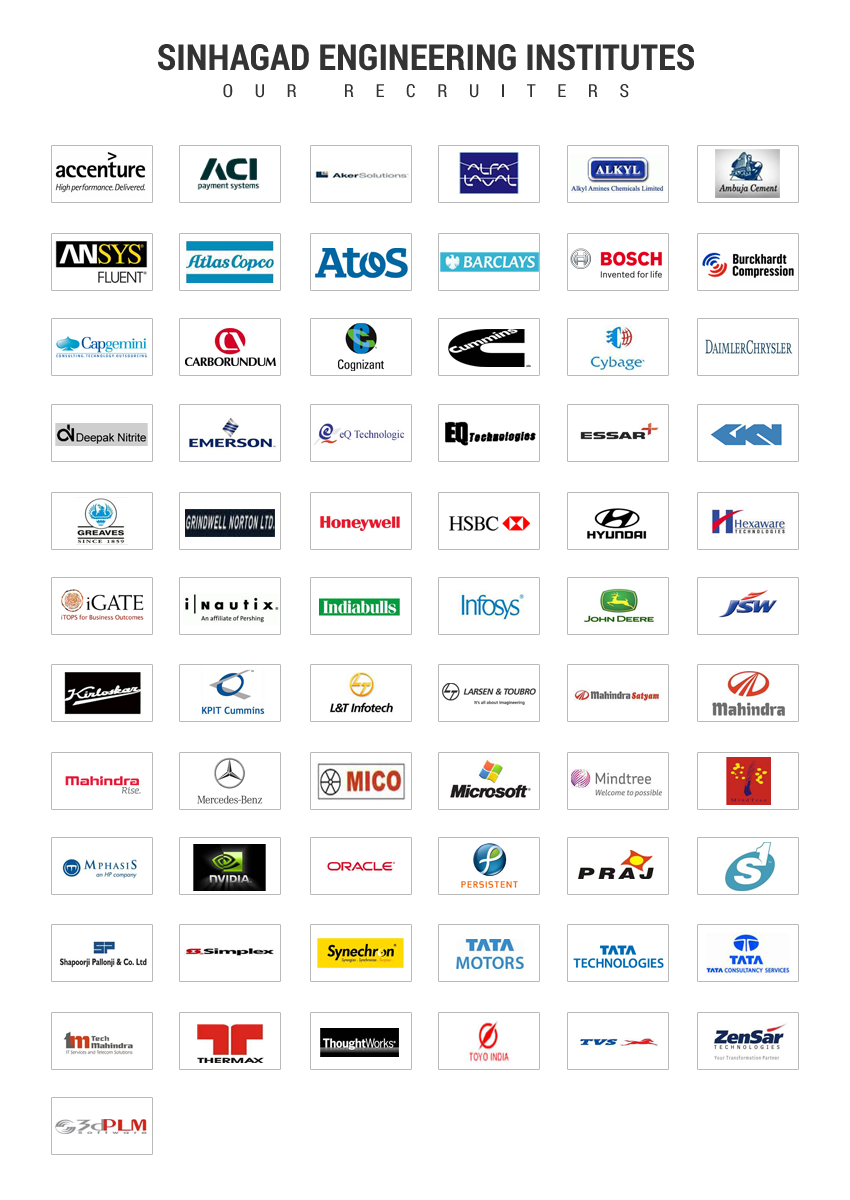 SINHAGAD ENGINEERING INSTITUTES
OUR RECRUITERS
accenture
High performance. Delivered.
ACI
payment systems
AkerSolutions
ALFA
LAVAL
ALKYL
Alkyl Amines Chemicals Limited
Ambuja Cement
ANSYS®
FLUENT®
Atlas Copco
Atos
BARCLAYS
BOSCH
Invented for life
Burckhardt
Compression
Capgemini
CONSULTING.TECHNOLOGY.OUTSOURCING
CARBORUNDUM
Cognizant
Cummins
Cybage
DAIMLERCHRYSLER
Deepak Nitrite
EMERSON
eQ Technologic
EQ Technologies
ESSAR
GKN
GREAVES
SINCE 1859
GRINDWELL NORTON LTD.
Honeywell
HSBC
HYUNDAI
Hexaware
TECHNOLOGIES
iGATE
iTOPS for Business Outcomes
i|Nautix
An affiliate of Pershing
Indiabulls
Infosys®
JOHN DEERE
JSW
Kirloskar
KPIT Cummins
L&T Infotech
LARSEN & TOUBRO
It's all about Imagineering
Mahindra Satyam
Mahindra
Mahindra
Rise.
Mercedes-Benz
MICO
Microsoft®
Mindtree
Welcome to possible
MindTree
MPHASIS
an HP company
NVIDIA
ORACLE®
PERSISTENT
PRAJ
S1
SP
Shapoorji Pallonji & Co. Ltd
Simplex
Synechron
TATA
MOTORS
TATA
TECHNOLOGIES
TATA
TATA CONSULTANCY SERVICES
Tech
Mahindra
IT Services and Telecom Solutions
THERMAX
ThoughtWorks®
TOYO INDIA
TVS
ZenSar
TECHNOLOGIES
Your Transformation Partner
3dPLM
Software